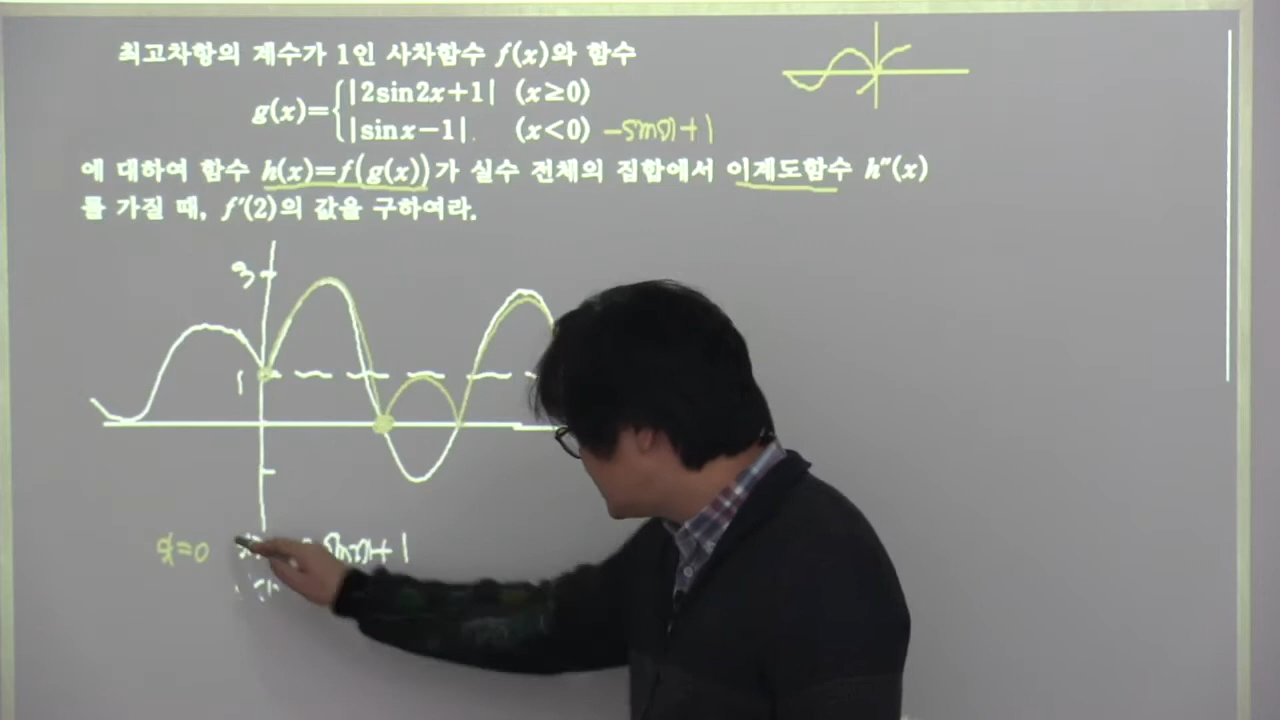 최고차항의 계수가 1인 사차함수 f(x)와 함수
g(x)={|2sin2x+1| (x≥0)
|sinx-1| (x<0) -sinx+1
에 대하여 함수 h(x)=f(g(x))가 실수 전체의 집합에서 이계도함수 h″(x)
를 가질 때, f′(2)의 값을 구하여라.
3
1
x=0 sin2x+1